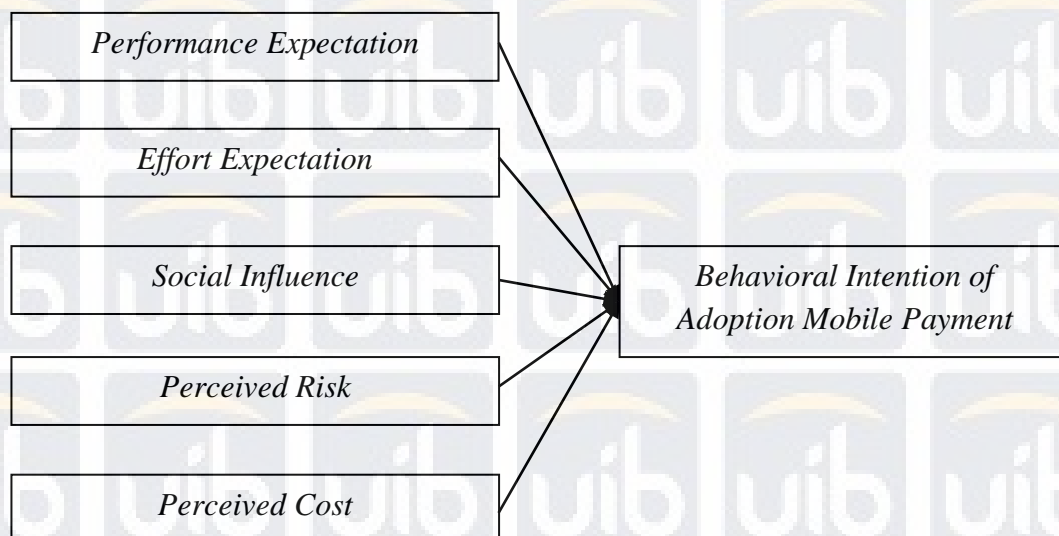 Performance Expectation
Effort Expectation
Social Influence
Perceived Risk
Perceived Cost
Behavioral Intention of
Adoption Mobile Payment